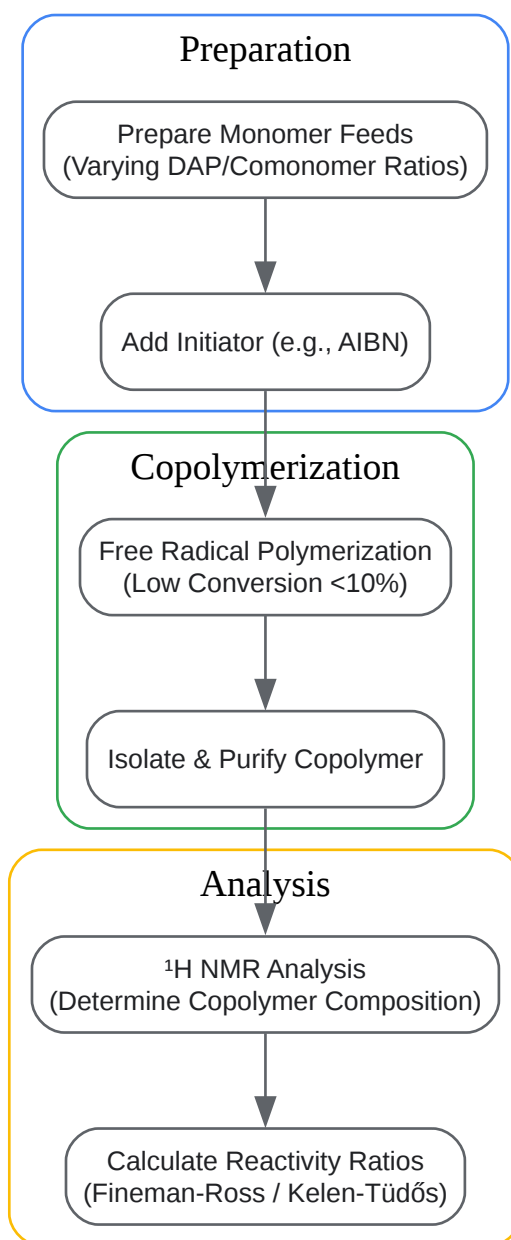 Preparation
Prepare Monomer Feeds
(Varying DAP/Comonomer Ratios)
Add Initiator (e.g., AIBN)
Copolymerization
Free Radical Polymerization
(Low Conversion <10%)
Isolate & Purify Copolymer
Analysis
¹H NMR Analysis
(Determine Copolymer Composition)
Calculate Reactivity Ratios
(Fineman-Ross / Kelen-Tüdős)